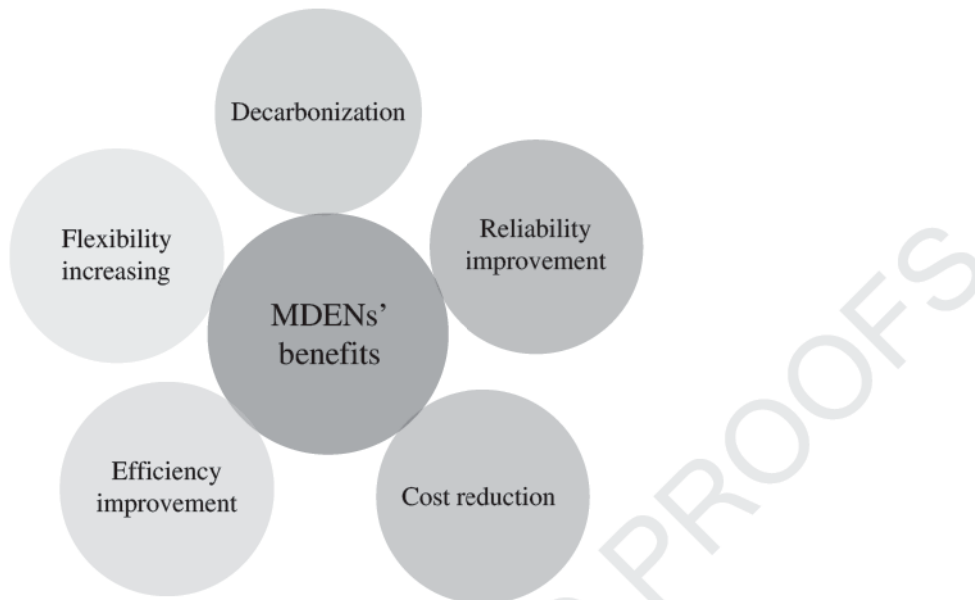 Decarbonization
Reliability
improvement
Flexibility
increasing
MDENs’
benefits
Efficiency
improvement
Cost reduction
PROOFS